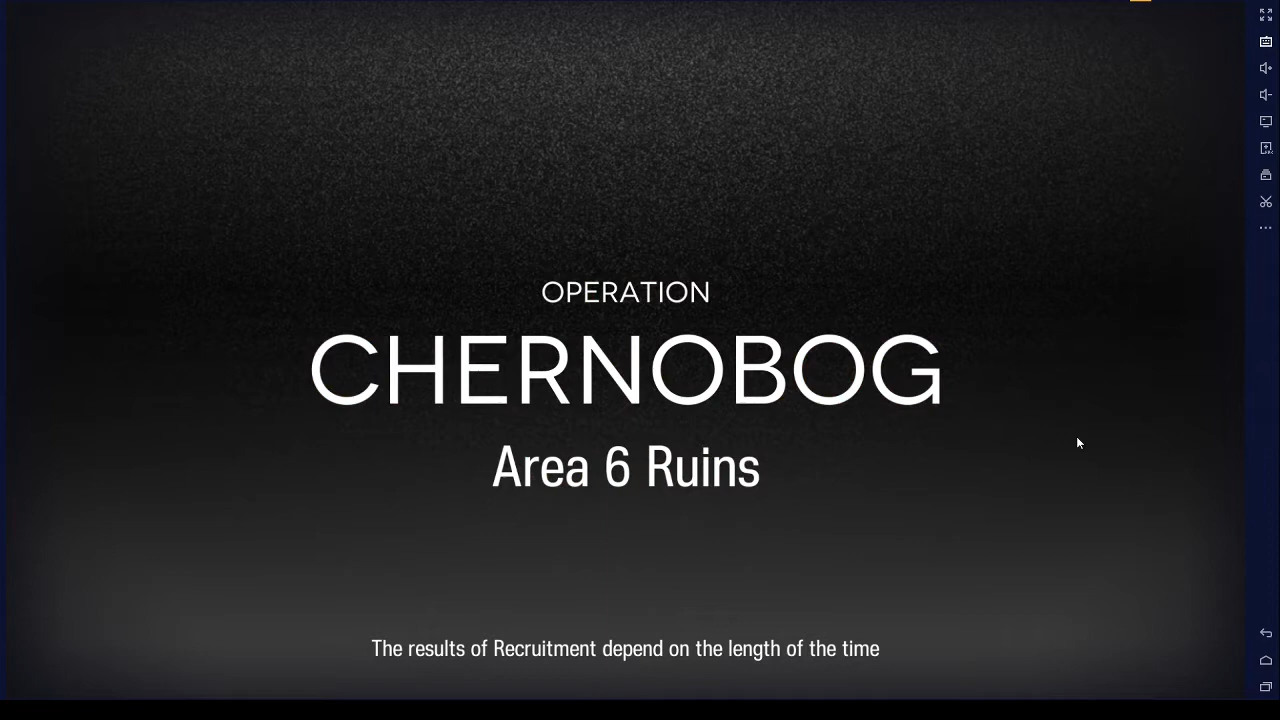 OPERATION
CHERNOBOG
Area 6 Ruins
The results of Recruitment depend on the length of the time